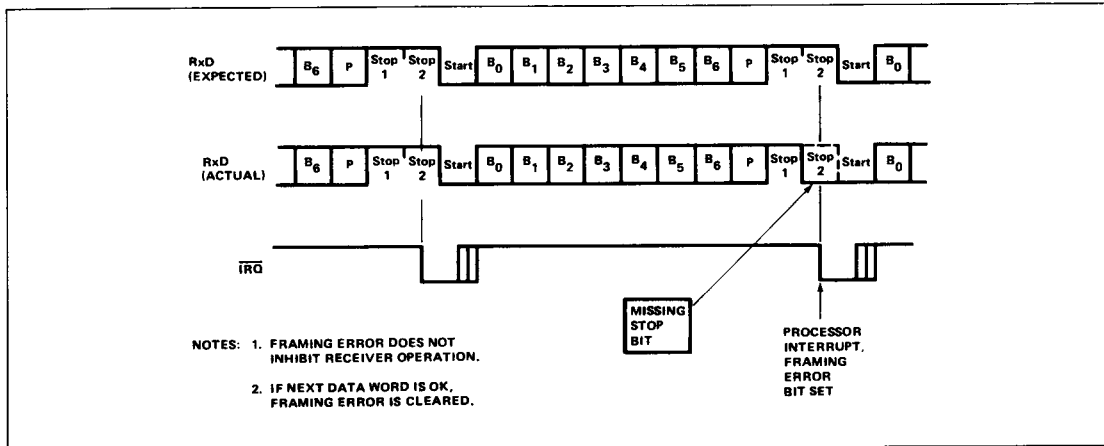 RxD
(EXPECTED)
B6 P Stop 1 Stop 2 Start B0 B1 B2 B3 B4 B5 B6 P Stop 1 Stop 2 Start B0
RxD
(ACTUAL)
B6 P Stop 1 Stop 2 Start B0 B1 B2 B3 B4 B5 B6 P Stop 1 Stop 2 Start B0
IRQ
MISSING
STOP
BIT
PROCESSOR
INTERRUPT,
FRAMING
ERROR
BIT SET
NOTES: 1. FRAMING ERROR DOES NOT
INHIBIT RECEIVER OPERATION.
2. IF NEXT DATA WORD IS OK,
FRAMING ERROR IS CLEARED.